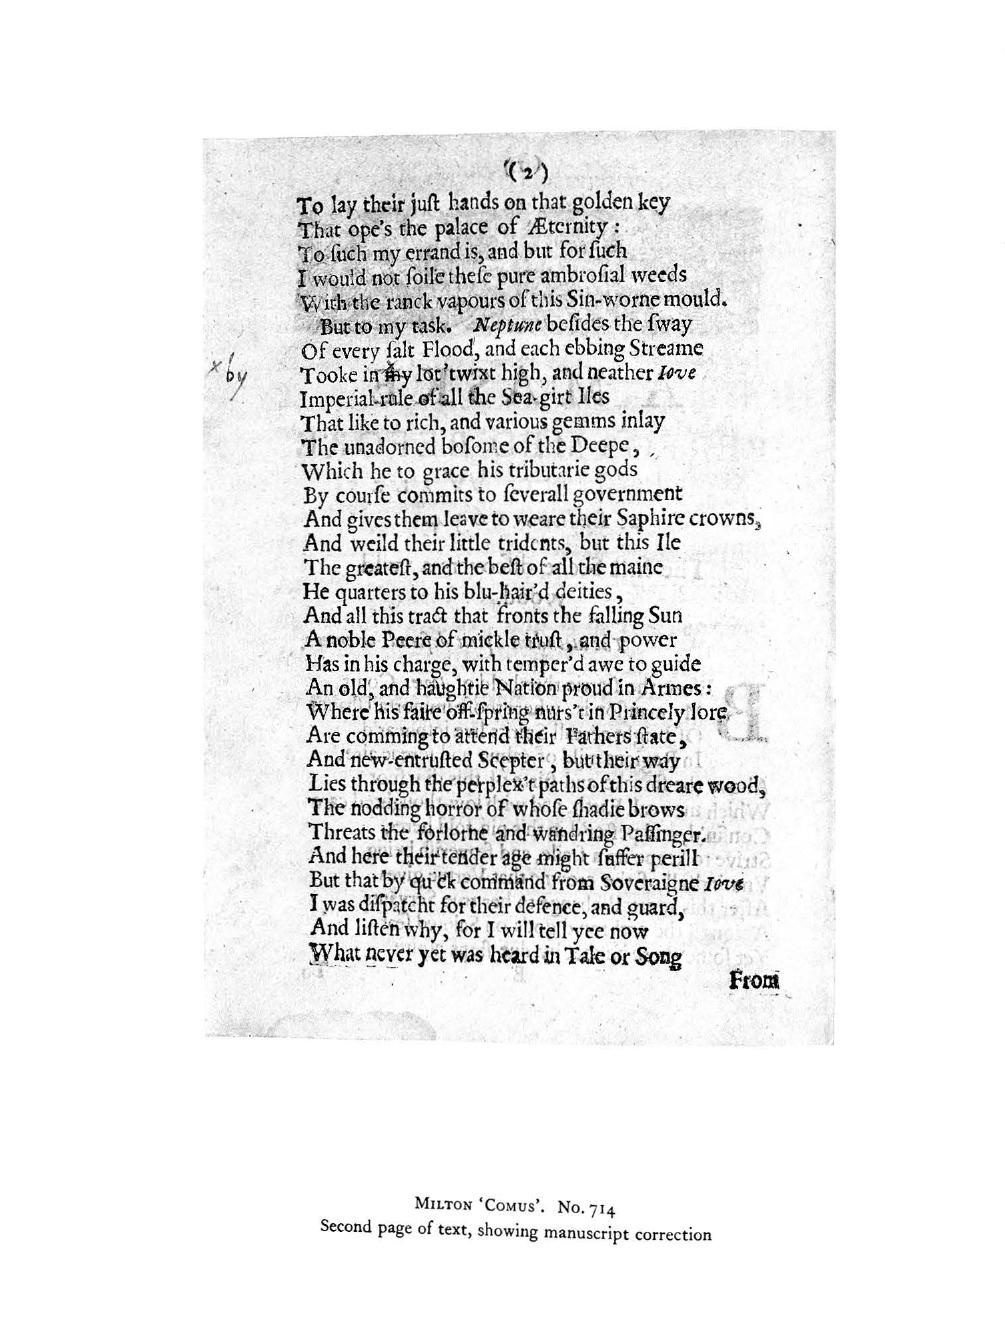 (2)
To lay their juſt hands on that golden key
That ope's the palace of Æternity :
To ſuch my errand is, and but for ſuch
I would not ſoile theſe pure ambroſial weeds
With the ranck vapours of this Sin-worne mould.
But to my task. Neptune beſides the ſway
Of every ſalt Flood, and each ebbing Streame
x by
Tooke in my lot 'twixt high, and neather Iove
Imperial rule of all the Sea-girt Iles
That like to rich, and various gemms inlay
The unadorned boſome of the Deepe,
Which he to grace his tributarie gods
By courſe commits to ſeverall government
And gives them leave to weare their Saphire crowns,
And weild their little tridents, but this Ile
The greateſt, and the beſt of all the maine
He quarters to his blu-hair'd deities,
And all this tract that fronts the falling Sun
A noble Peere of mickle truſt, and power
Has in his charge, with temper'd awe to guide
An old, and haughtie Nation proud in Armes :
Where his faire off-ſpring nurs't in Princely lore,
Are comming to attend their Fathers ſtate,
And new-entruſted Scepter, but their way
Lies through the perplex't paths of this dreare wood,
The nodding horror of whoſe ſhadie brows
Threats the forlorne and wandring Paſſinger.
And here their tender age might ſuffer perill
But that by quick command from Soveraigne Iove
I was diſpatcht for their defence, and guard,
And liſten why, for I will tell yee now
What never yet was heard in Tale or Song
From
MILTON ‘COMUS’. No. 714
Second page of text, showing manuscript correction